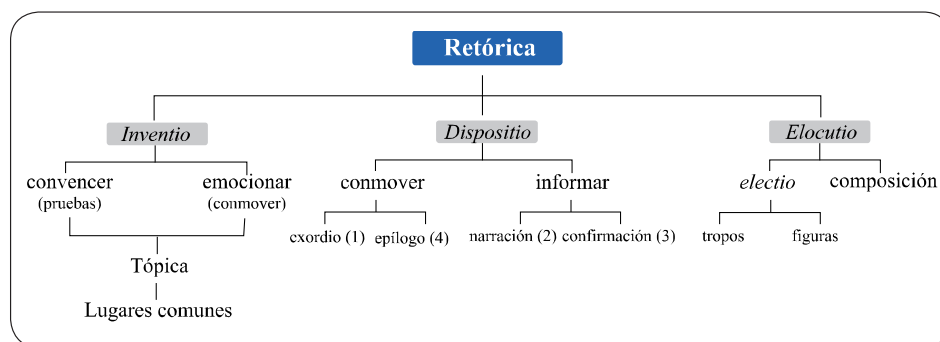 Retórica
Inventio Dispositio Elocutio
convencer emocionar conmover informar electio composición
(pruebas) (conmover)
exordio (1) epílogo (4) narración (2) confirmación (3) tropos figuras
Tópica
Lugares comunes